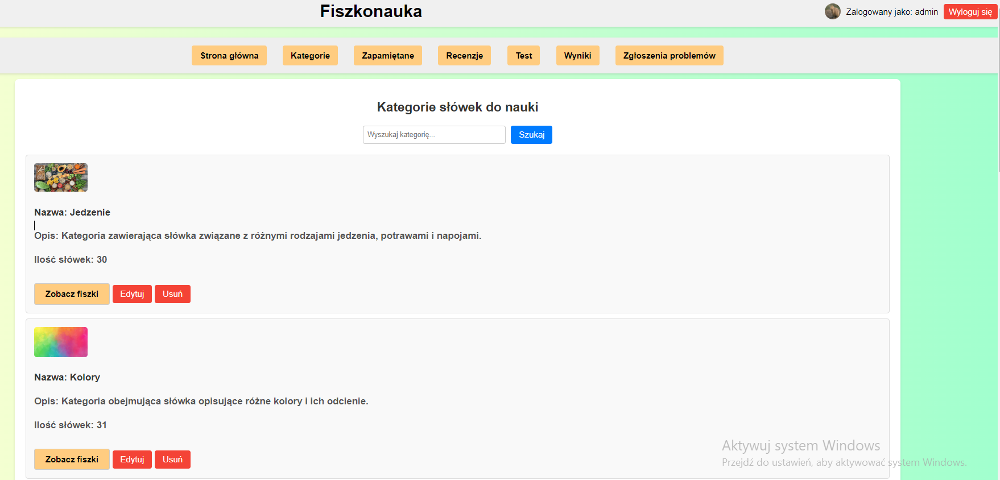 Fiszkonauka
Zalogowany jako: admin
Wyloguj się
Strona główna
Kategorie
Zapamiętane
Recenzje
Test
Wyniki
Zgłoszenia problemów
Kategorie słówek do nauki
Wyszukaj kategorię...
Szukaj
Nazwa: Jedzenie
Opis: Kategoria zawierająca słówka związane z różnymi rodzajami jedzenia, potrawami i napojami.
Ilość słówek: 30
Zobacz fiszki
Edytuj
Usuń
Nazwa: Kolory
Opis: Kategoria obejmująca słówka opisujące różne kolory i ich odcienie.
Ilość słówek: 31
Zobacz fiszki
Edytuj
Usuń
Aktywuj system Windows
Przejdź do ustawień, aby aktywować system Windows.